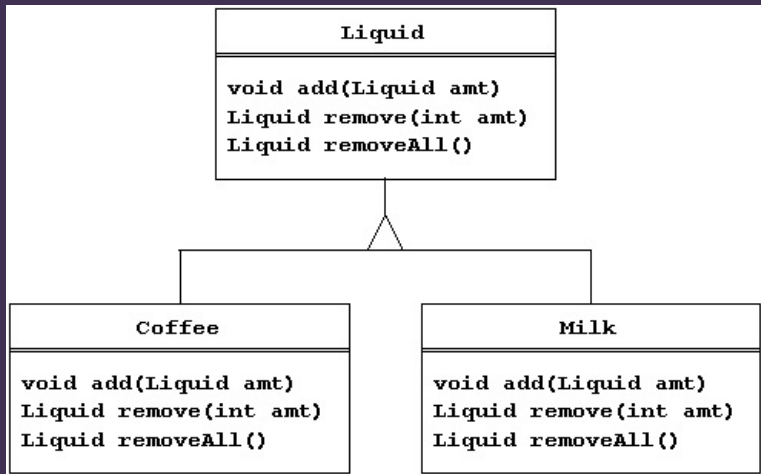 Liquid
void add(Liquid amt)
Liquid remove(int amt)
Liquid removeAll()
Coffee
void add(Liquid amt)
Liquid remove(int amt)
Liquid removeAll()
Milk
void add(Liquid amt)
Liquid remove(int amt)
Liquid removeAll()